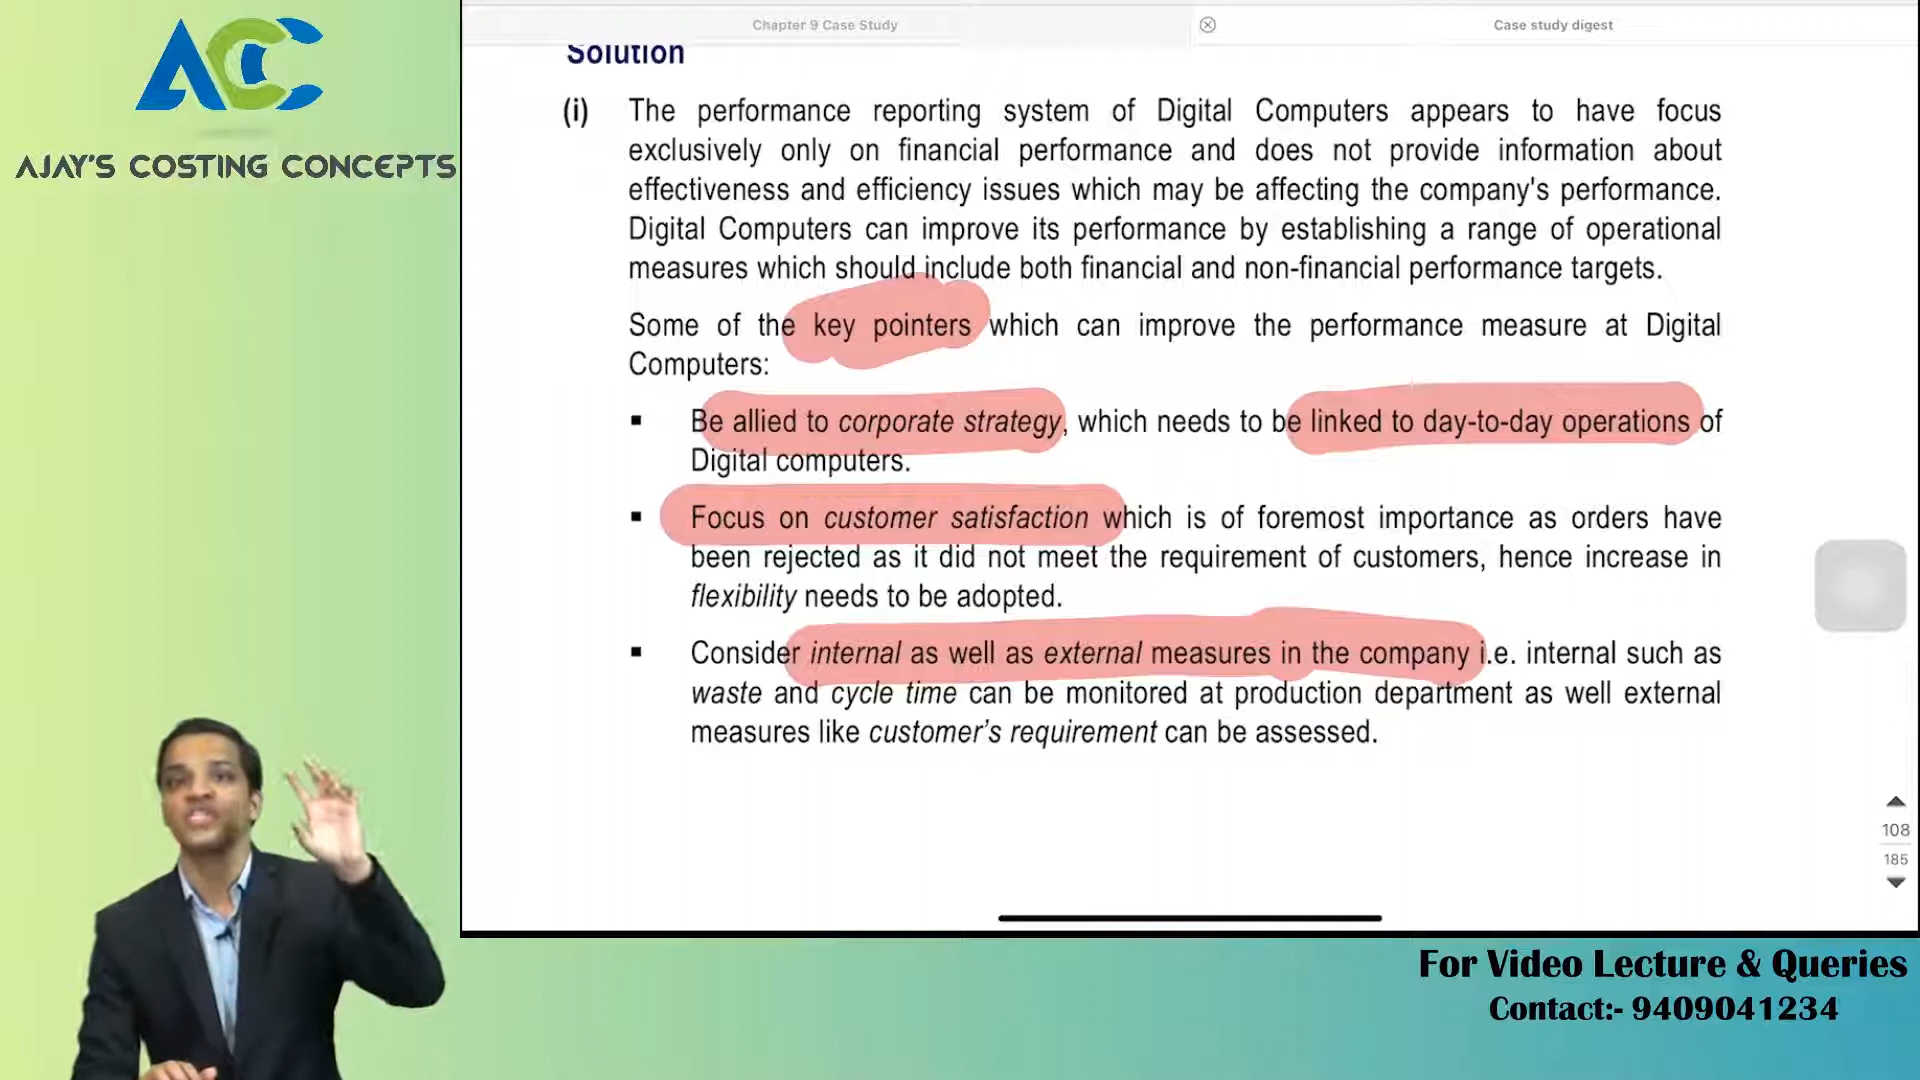 Chapter 9 Case Study
Case study digest
ACC
AJAY'S COSTING CONCEPTS
Solution
(i) The performance reporting system of Digital Computers appears to have focus
exclusively only on financial performance and does not provide information about
effectiveness and efficiency issues which may be affecting the company's performance.
Digital Computers can improve its performance by establishing a range of operational
measures which should include both financial and non-financial performance targets.
Some of the key pointers which can improve the performance measure at Digital
Computers:
▪ Be allied to corporate strategy, which needs to be linked to day-to-day operations of
Digital computers.
▪ Focus on customer satisfaction which is of foremost importance as orders have
been rejected as it did not meet the requirement of customers, hence increase in
flexibility needs to be adopted.
▪ Consider internal as well as external measures in the company i.e. internal such as
waste and cycle time can be monitored at production department as well external
measures like customer's requirement can be assessed.
108
185
For Video Lecture & Queries
Contact:- 9409041234